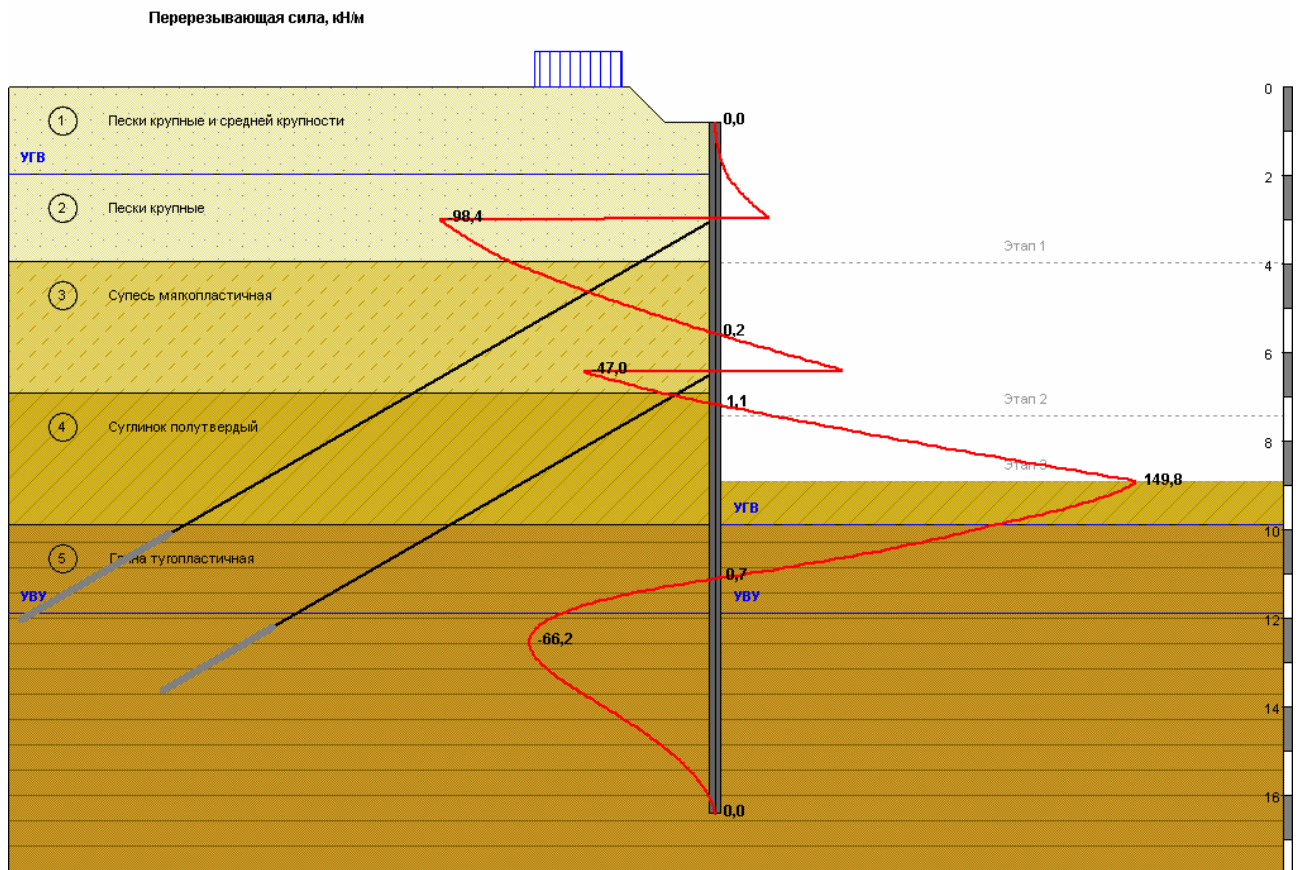 Перерезывающая сила, кН/м
0
1
Пески крупные и средней крупности
0,0
УГВ
2
2
Пески крупные
-98,4
Этап 1
4
3
Супесь мягкопластичная
0,2
6
-47,0
1,1
Этап 2
4
Суглинок полутвердый
8
Этап 3
149,8
УГВ
10
5
Глина тугопластичная
0,7
УВУ
УВУ
12
-66,2
14
16
0,0